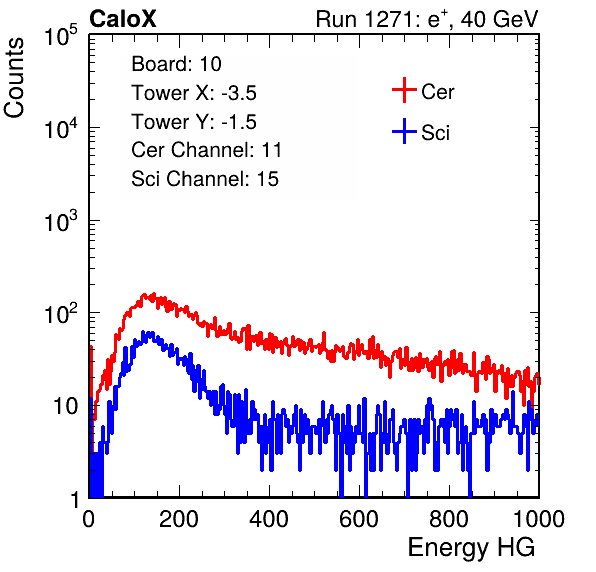 CaloX Run 1271: e⁺, 40 GeV
Counts
Board: 10
Tower X: -3.5
Tower Y: -1.5
Cer Channel: 11
Sci Channel: 15
Cer
Sci
10⁵
10⁴
10³
10²
10
1
0 200 400 600 800 1000
Energy HG